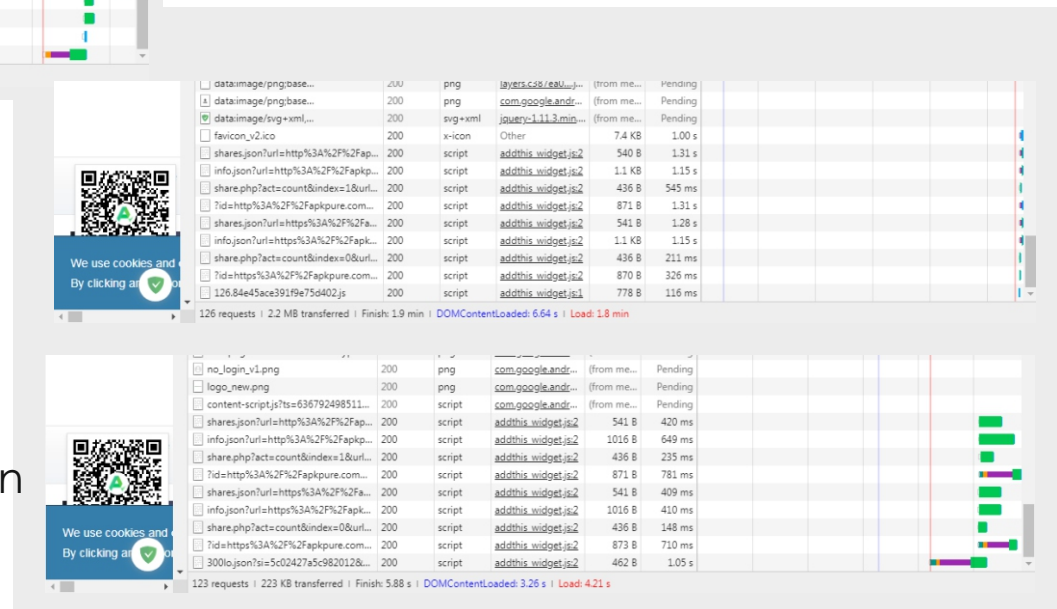 data:image/png;base... 200 png layers.c387ea0....j... (from me... Pending
data:image/png;base... 200 png com.google.andr... (from me... Pending
data:image/svg+xml,... 200 svg+xml jquery-1.11.3.min.... (from me... Pending
favicon_v2.ico 200 x-icon Other 7.4 KB 1.00 s
shares.json?url=http%3A%2F%2Fap... 200 script addthis_widget.js:2 540 B 1.31 s
info.json?url=http%3A%2F%2Fapkp... 200 script addthis_widget.js:2 1.1 KB 1.15 s
share.php?act=count&index=1&url... 200 script addthis_widget.js:2 436 B 545 ms
?id=http%3A%2F%2Fapkpure.com... 200 script addthis_widget.js:2 871 B 1.31 s
shares.json?url=https%3A%2F%2Fa... 200 script addthis_widget.js:2 541 B 1.28 s
info.json?url=https%3A%2F%2Fapk... 200 script addthis_widget.js:2 1.1 KB 1.15 s
share.php?act=count&index=0&url... 200 script addthis_widget.js:2 436 B 211 ms
?id=https%3A%2F%2Fapkpure.com... 200 script addthis_widget.js:2 870 B 326 ms
126.84e45ace391f9e75d402.js 200 script addthis_widget.js:1 778 B 116 ms
We use cookies and
By clicking
126 requests | 2.2 MB transferred | Finish: 1.9 min | DOMContentLoaded: 6.64 s | Load: 1.8 min
no_login_v1.png 200 png com.google.andr... (from me... Pending
logo_new.png 200 png com.google.andr... (from me... Pending
content-script.js?ts=636792498511... 200 script com.google.andr... (from me... Pending
shares.json?url=http%3A%2F%2Fap... 200 script addthis_widget.js:2 541 B 420 ms
info.json?url=http%3A%2F%2Fapkp... 200 script addthis_widget.js:2 1016 B 649 ms
share.php?act=count&index=1&url... 200 script addthis_widget.js:2 436 B 235 ms
?id=http%3A%2F%2Fapkpure.com... 200 script addthis_widget.js:2 871 B 781 ms
shares.json?url=https%3A%2F%2Fa... 200 script addthis_widget.js:2 541 B 409 ms
info.json?url=https%3A%2F%2Fapk... 200 script addthis_widget.js:2 1016 B 410 ms
share.php?act=count&index=0&url... 200 script addthis_widget.js:2 436 B 148 ms
?id=https%3A%2F%2Fapkpure.com... 200 script addthis_widget.js:2 873 B 710 ms
300lo.json?si=5c02427a5c982012&... 200 script addthis_widget.js:2 462 B 1.05 s
n
We use cookies and
By clicking
123 requests | 223 KB transferred | Finish: 5.88 s | DOMContentLoaded: 3.26 s | Load: 4.21 s